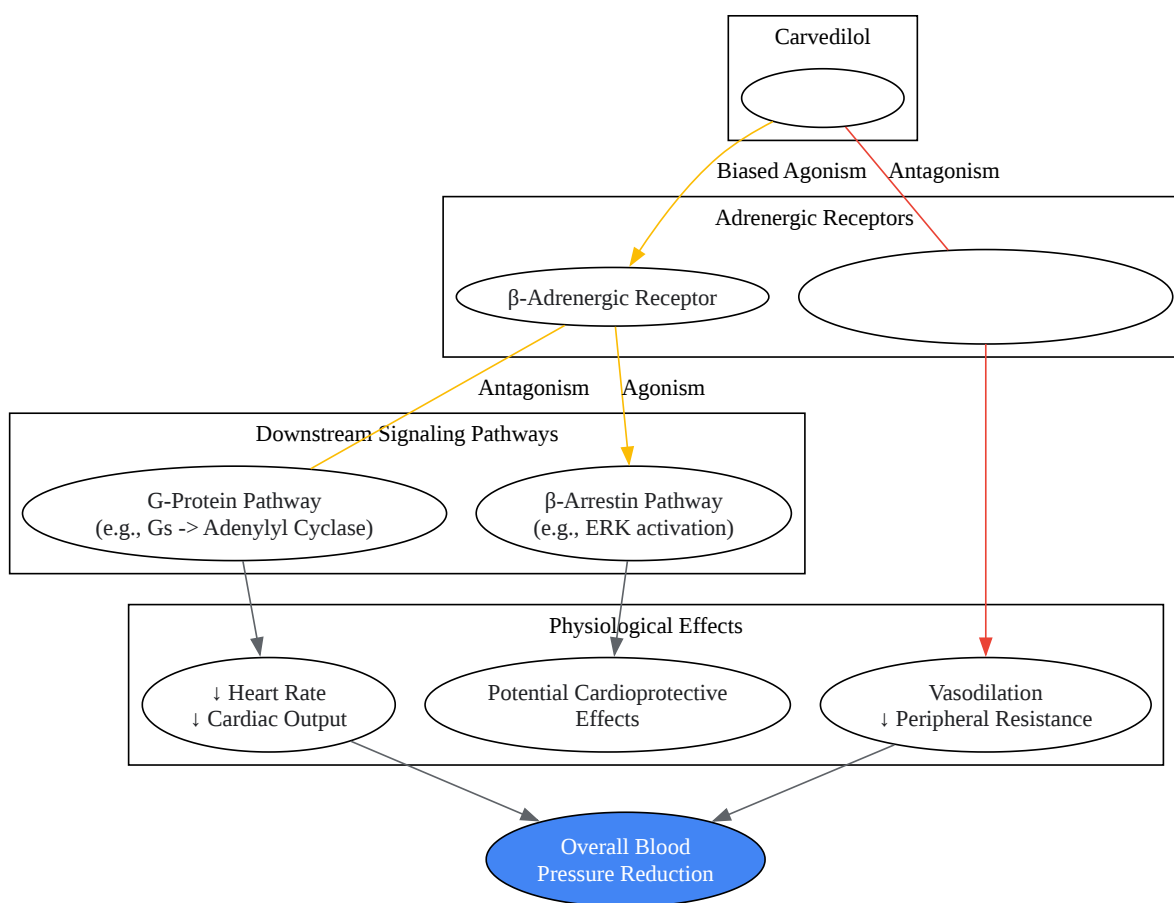 Carvedilol
Biased Agonism
Antagonism
Adrenergic Receptors
β-Adrenergic Receptor
Antagonism
Agonism
Downstream Signaling Pathways
G-Protein Pathway
(e.g., Gs -> Adenylyl Cyclase)
β-Arrestin Pathway
(e.g., ERK activation)
Physiological Effects
↓ Heart Rate
↓ Cardiac Output
Potential Cardioprotective
Effects
Vasodilation
↓ Peripheral Resistance
Overall Blood
Pressure Reduction